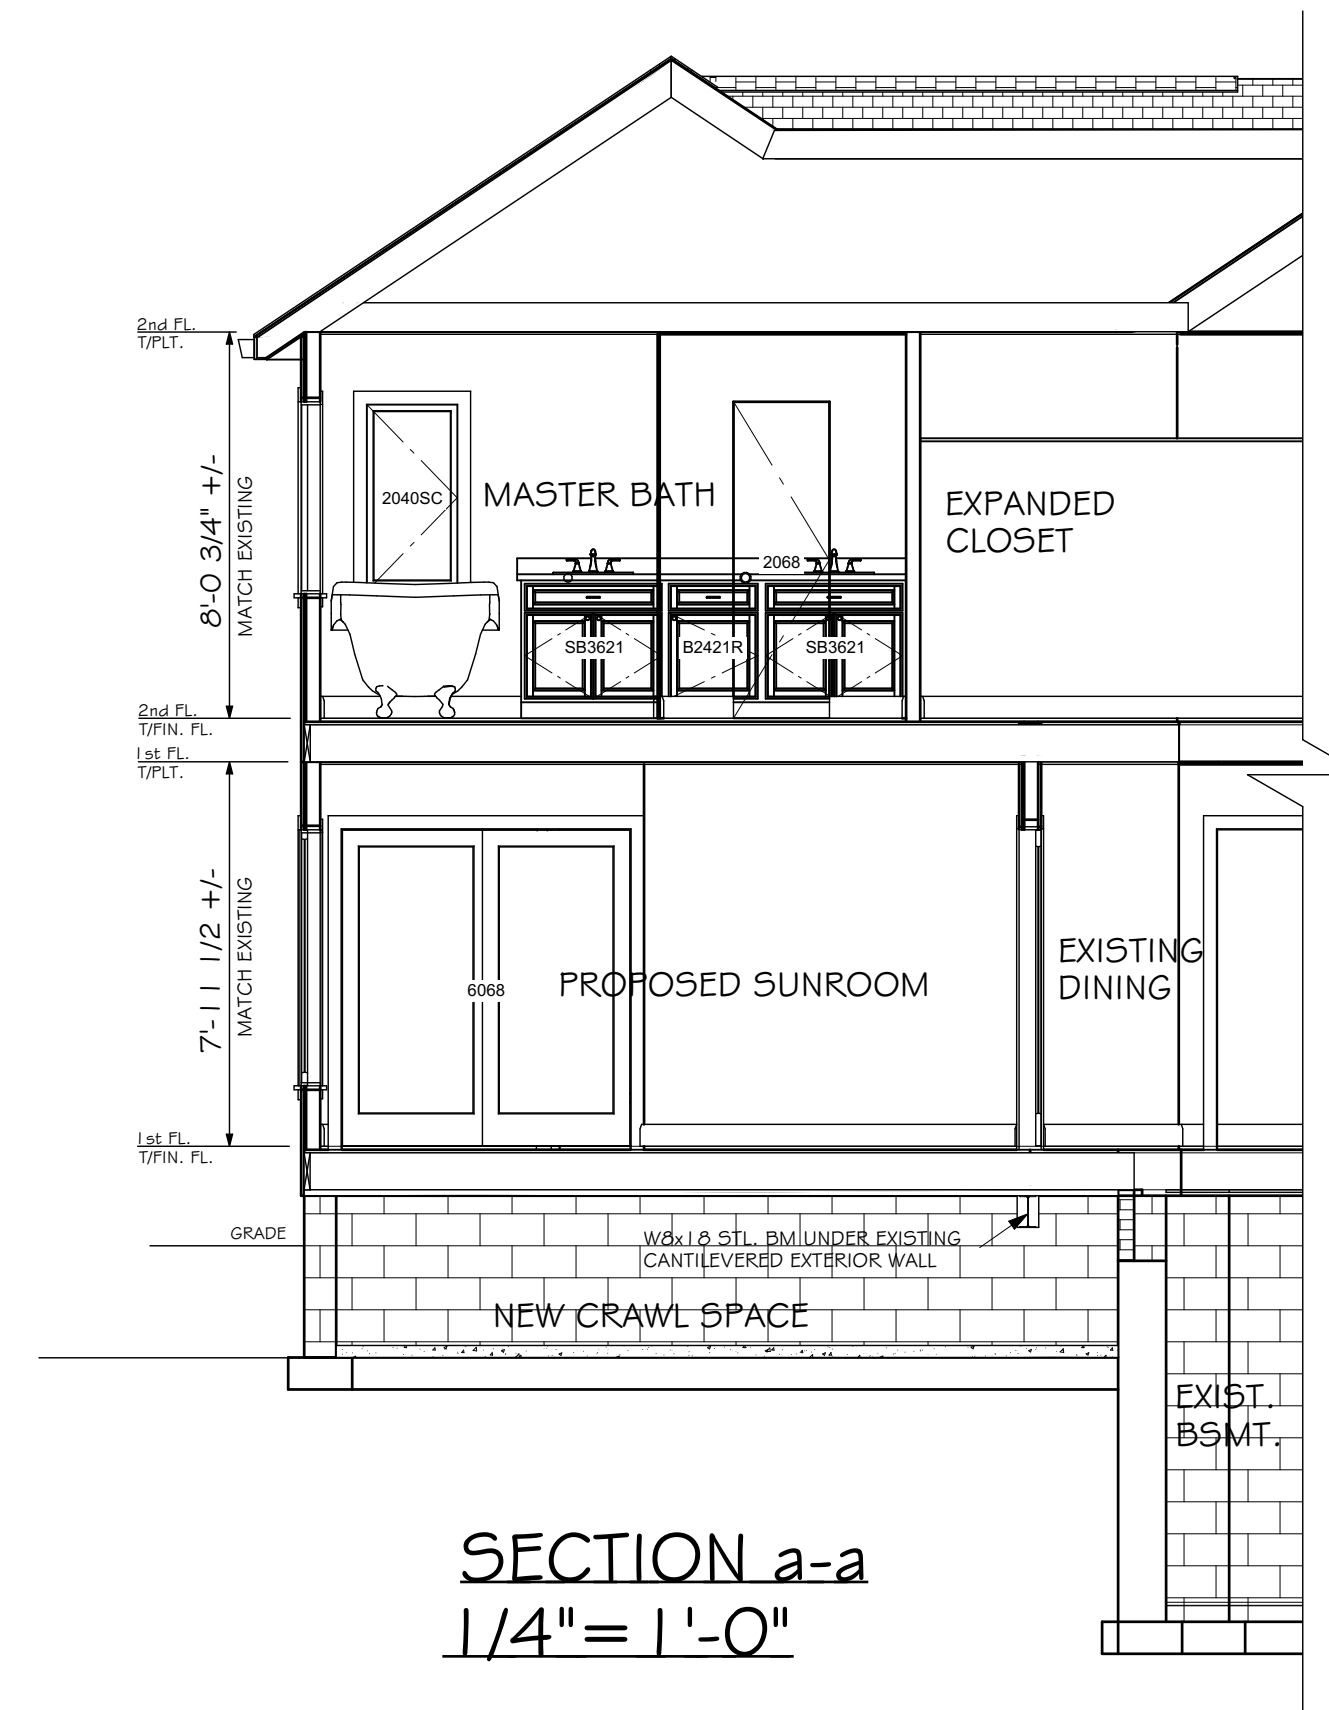 2nd FL.
T/PLT.
8'-0 3/4" +/-
MATCH EXISTING
2040SC
MASTER BATH
2068
EXPANDED
CLOSET
SB3621
B2421R
SB3621
2nd FL.
T/FIN. FL.
1st FL.
T/PLT.
7'-11 1/2 +/-
MATCH EXISTING
6068
PROPOSED SUNROOM
EXISTING
DINING
1st FL.
T/FIN. FL.
GRADE
W8x18 STL. BM UNDER EXISTING
CANTILEVERED EXTERIOR WALL
NEW CRAWL SPACE
EXIST.
BSMT.
SECTION a-a
1/4"= 1'-0"